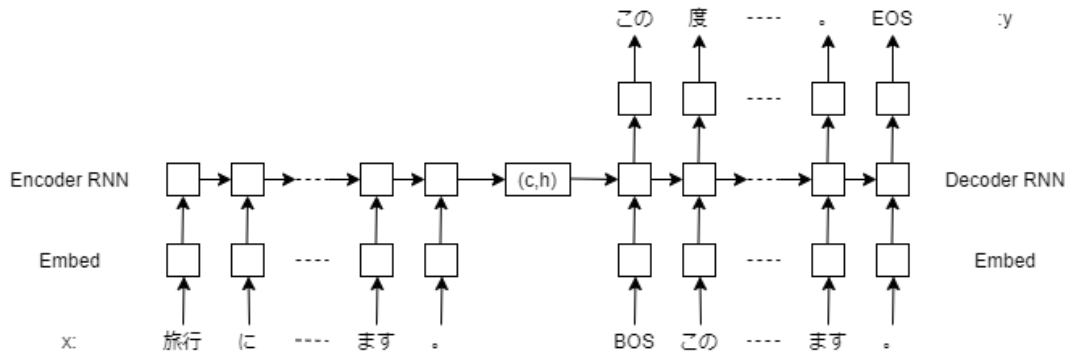 この 度 ---- 。 EOS :y
Encoder RNN (c,h) Decoder RNN
Embed Embed
x: 旅行 に ---- ます 。 BOS この ---- ます 。